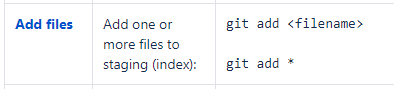 Add files
Add one or
more files to
staging (index):
git add <filename>
git add *